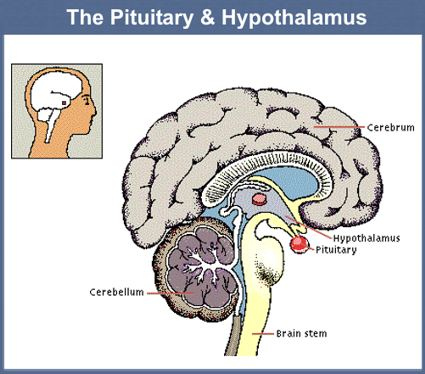 The Pituitary & Hypothalamus
Cerebrum
Hypothalamus
Pituitary
Cerebellum
Brain stem